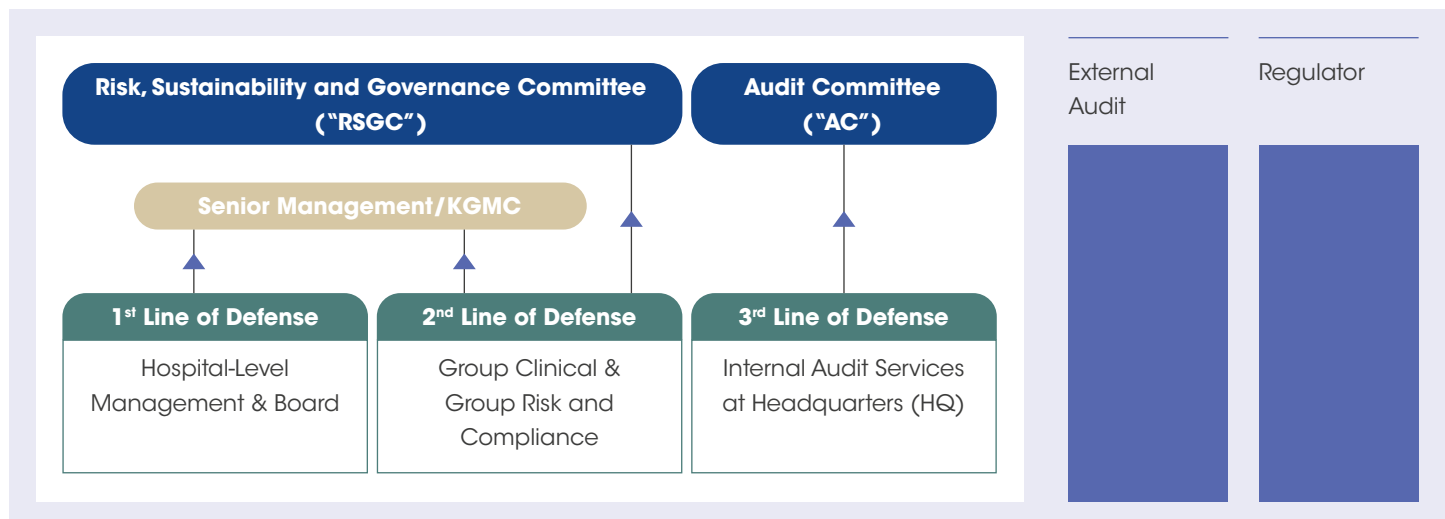 Risk, Sustainability and Governance Committee
(“RSGC”)
Audit Committee
(“AC”)
External
Audit
Regulator
Senior Management/KGMC
1st Line of Defense
Hospital-Level
Management & Board
2nd Line of Defense
Group Clinical &
Group Risk and
Compliance
3rd Line of Defense
Internal Audit Services
at Headquarters (HQ)